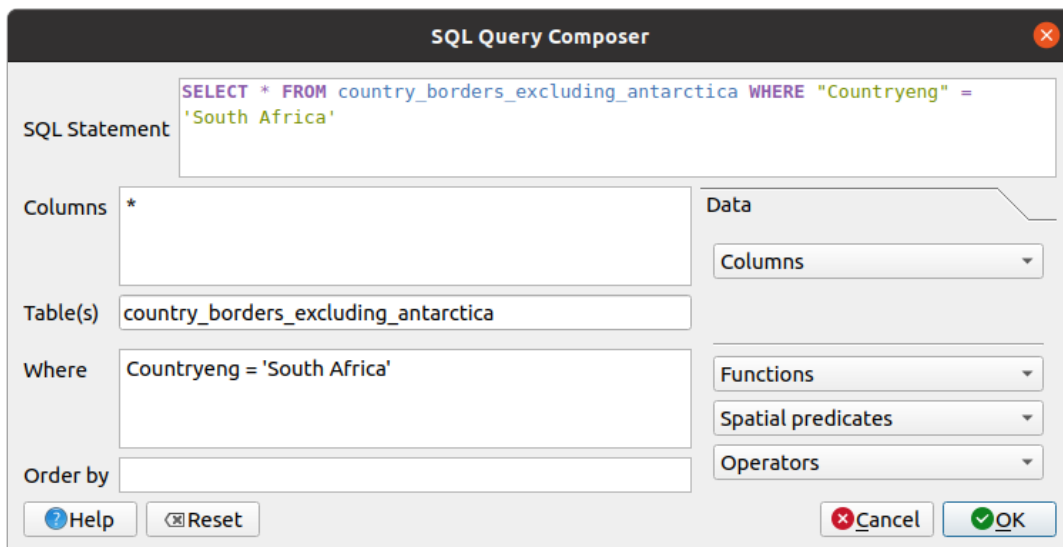 SQL Query Composer
SELECT * FROM country_borders_excluding_antarctica WHERE "Countryeng" =
'South Africa'
SQL Statement
Columns
*
Data
Columns
Table(s)
country_borders_excluding_antarctica
Where
Countryeng = 'South Africa'
Functions
Spatial predicates
Operators
Order by
Help
Reset
Cancel
OK